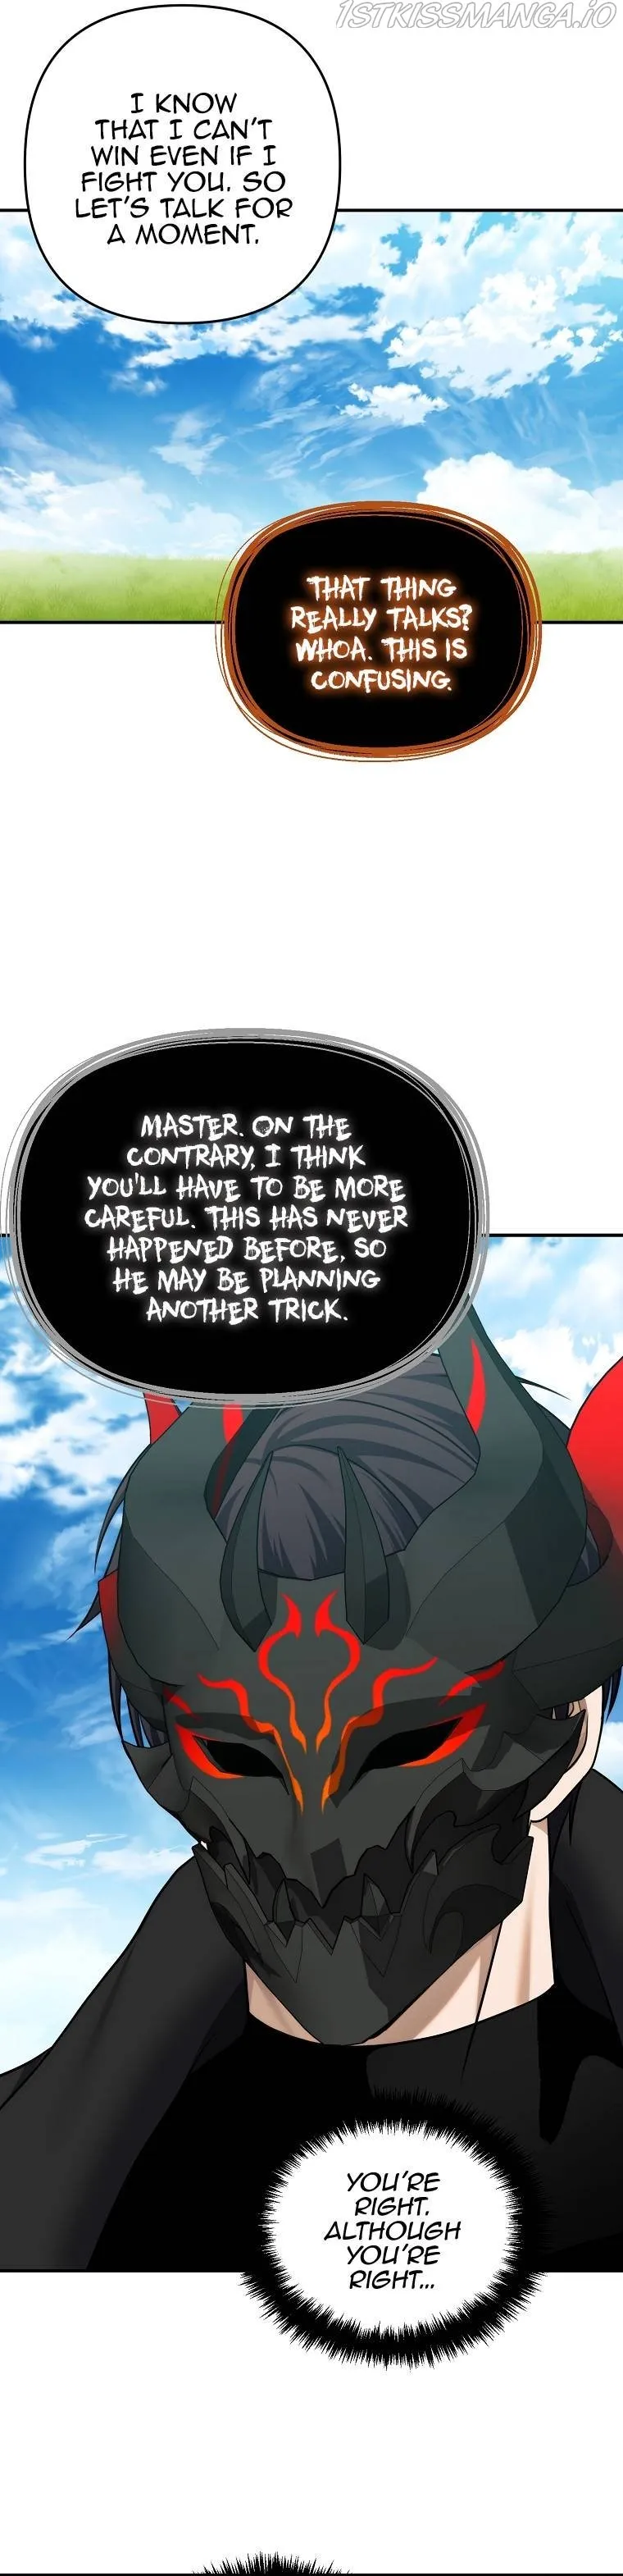 1STKISSMANGA.iO
I KNOW
THAT I CAN'T
WIN EVEN IF I
FIGHT YOU. SO
LET'S TALK FOR
A MOMENT.
THAT THING
REALLY TALKS?
WHOA. THIS IS
CONFUSING.
MASTER. ON THE
CONTRARY, I THINK
YOU'LL HAVE TO BE MORE
CAREFUL. THIS HAS NEVER
HAPPENED BEFORE, SO
HE MAY BE PLANNING
ANOTHER TRICK.
YOU'RE
RIGHT.
ALTHOUGH
YOU'RE
RIGHT...